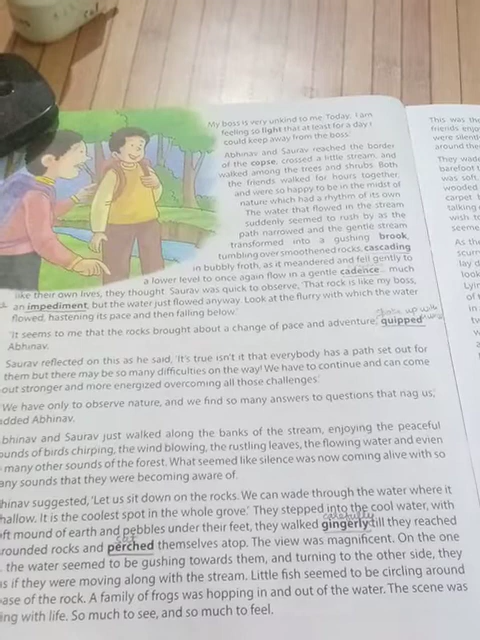 My boss is very unkind to me. Today, I am
feeling so light that at least for a day I
could keep away from the boss.'
Abhinav and Saurav reached the border
of the copse, crossed a little stream, and
walked among the trees and shrubs. Both
the friends walked for hours together,
and were so happy to be in the midst of
nature which had a rhythm of its own.
The water that flowed in the stream
suddenly seemed to rush by as the
path narrowed and the gentle stream
transformed into a gushing brook,
tumbling over smoothed rocks, cascading
in bubbly froth, as it meandered and fell gently to
a lower level to once again flow in a gentle cadence... much
like their own lives, they thought. Saurav was quick to observe, 'That rock is like my boss,
an impediment, but the water just flowed anyway. Look at the flurry with which the water
flowed, hastening its pace and then falling below.'
'It seems to me that the rocks brought about a change of pace and adventure,' quipped
Abhinav.
Saurav reflected on this as he said, 'It's true isn't it that everybody has a path set out for
them but there may be so many difficulties on the way! We have to continue and can come
out stronger and more energized overcoming all those challenges.'
'We have only to observe nature, and we find so many answers to questions that nag us,'
added Abhinav.
bhinav and Saurav just walked along the banks of the stream, enjoying the peaceful
ounds of birds chirping, the wind blowing, the rustling leaves, the flowing water and evien
many other sounds of the forest. What seemed like silence was now coming alive with so
any sounds that they were becoming aware of.
hinav suggested, 'Let us sit down on the rocks. We can wade through the water where it
hallow. It is the coolest spot in the whole grove.' They stepped into the cool water, with
carefully
ft mound of earth and pebbles under their feet, they walked gingerly till they reached
sat
rounded rocks and perched themselves atop. The view was magnificent. On the one
the water seemed to be gushing towards them, and turning to the other side, they
s if they were moving along with the stream. Little fish seemed to be circling around
ase of the rock. A family of frogs was hopping in and out of the water. The scene was
ing with life. So much to see, and so much to feel.
This was the
friends enjo
were silent
around the
They wade
barefoot t
was soft,
wooded
carpet t
talking
wish to
seeme
As the
scurr
lay d
look
Lyin
of t
in